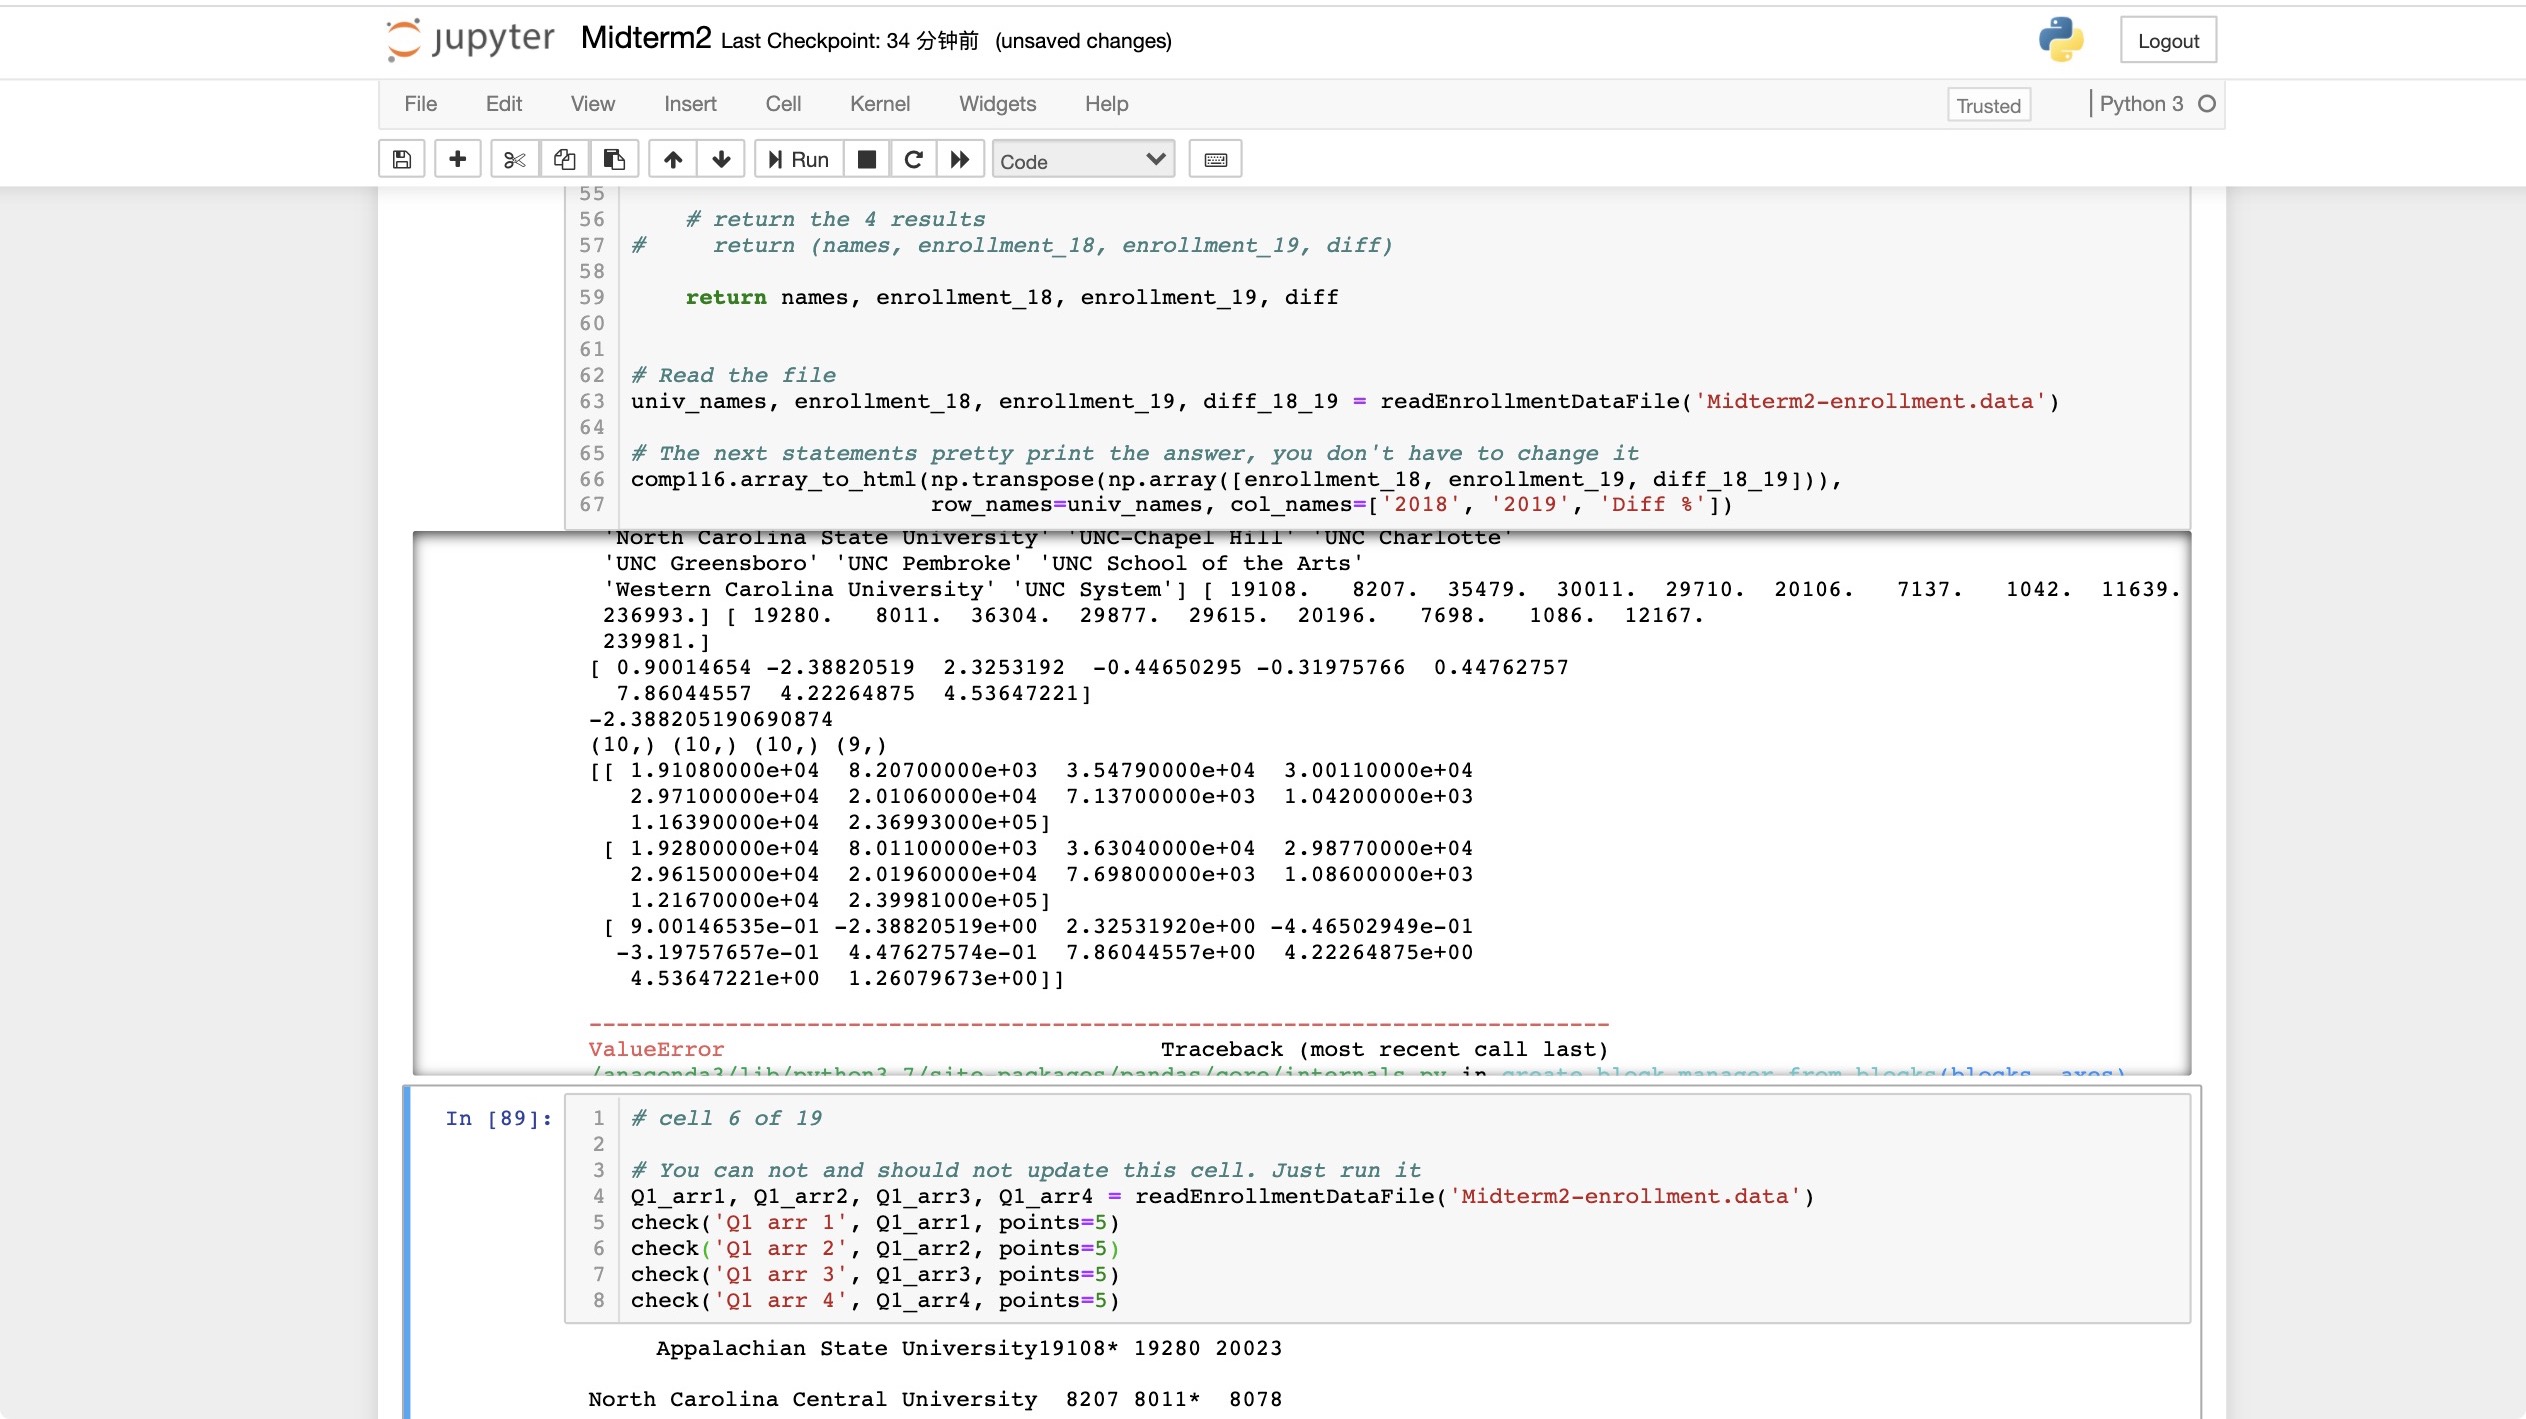 jupyter Midterm2 Last Checkpoint: 34 分钟前 (unsaved changes) Logout
File Edit View Insert Cell Kernel Widgets Help Trusted Python 3
Run Code
55
56 # return the 4 results
57 # return (names, enrollment_18, enrollment_19, diff)
58
59 return names, enrollment_18, enrollment_19, diff
60
61
62 # Read the file
63 univ_names, enrollment_18, enrollment_19, diff_18_19 = readEnrollmentDataFile('Midterm2-enrollment.data')
64
65 # The next statements pretty print the answer, you don't have to change it
66 comp116.array_to_html(np.transpose(np.array([enrollment_18, enrollment_19, diff_18_19])),
67 row_names=univ_names, col_names=['2018', '2019', 'Diff %'])
'North Carolina State University' 'UNC-Chapel Hill' 'UNC Charlotte'
'UNC Greensboro' 'UNC Pembroke' 'UNC School of the Arts'
'Western Carolina University' 'UNC System'] [ 19108. 8207. 35479. 30011. 29710. 20106. 7137. 1042. 11639.
236993.] [ 19280. 8011. 36304. 29877. 29615. 20196. 7698. 1086. 12167.
239981.]
[ 0.90014654 -2.38820519 2.3253192 -0.44650295 -0.31975766 0.44762757
7.86044557 4.22264875 4.53647221]
-2.388205190690874
(10,) (10,) (10,) (9,)
[[ 1.91080000e+04 8.20700000e+03 3.54790000e+04 3.00110000e+04
2.97100000e+04 2.01060000e+04 7.13700000e+03 1.04200000e+03
1.16390000e+04 2.36993000e+05]
[ 1.92800000e+04 8.01100000e+03 3.63040000e+04 2.98770000e+04
2.96150000e+04 2.01960000e+04 7.69800000e+03 1.08600000e+03
1.21670000e+04 2.39981000e+05]
[ 9.00146535e-01 -2.38820519e+00 2.32531920e+00 -4.46502949e-01
-3.19757657e-01 4.47627574e-01 7.86044557e+00 4.22264875e+00
4.53647221e+00 1.26079673e+00]]
---------------------------------------------------------------------------
ValueError Traceback (most recent call last)
/anaconda3/lib/python3.7/site-packages/pandas/core/internals.py in create_block_manager_from_blocks(blocks, axes)
In [89]:
1 # cell 6 of 19
2
3 # You can not and should not update this cell. Just run it
4 Q1_arr1, Q1_arr2, Q1_arr3, Q1_arr4 = readEnrollmentDataFile('Midterm2-enrollment.data')
5 check('Q1 arr 1', Q1_arr1, points=5)
6 check('Q1 arr 2', Q1_arr2, points=5)
7 check('Q1 arr 3', Q1_arr3, points=5)
8 check('Q1 arr 4', Q1_arr4, points=5)
Appalachian State University19108* 19280 20023
North Carolina Central University 8207 8011* 8078